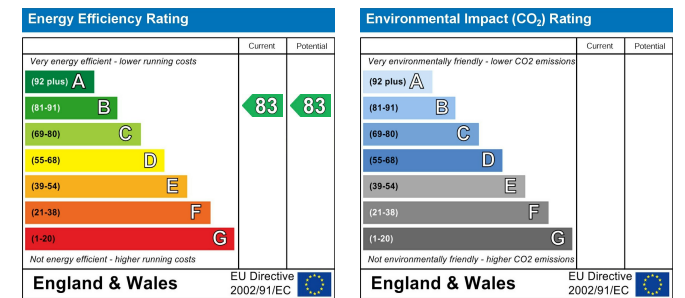 Energy Efficiency Rating
Current Potential
Very energy efficient - lower running costs
(92 plus) A
(81-91) B 83 83
(69-80) C
(55-68) D
(39-54) E
(21-38) F
(1-20) G
Not energy efficient - higher running costs
England & Wales
EU Directive
2002/91/EC
Environmental Impact (CO₂) Rating
Current Potential
Very environmentally friendly - lower CO2 emissions
(92 plus) A
(81-91) B
(69-80) C
(55-68) D
(39-54) E
(21-38) F
(1-20) G
Not environmentally friendly - higher CO2 emissions
England & Wales
EU Directive
2002/91/EC